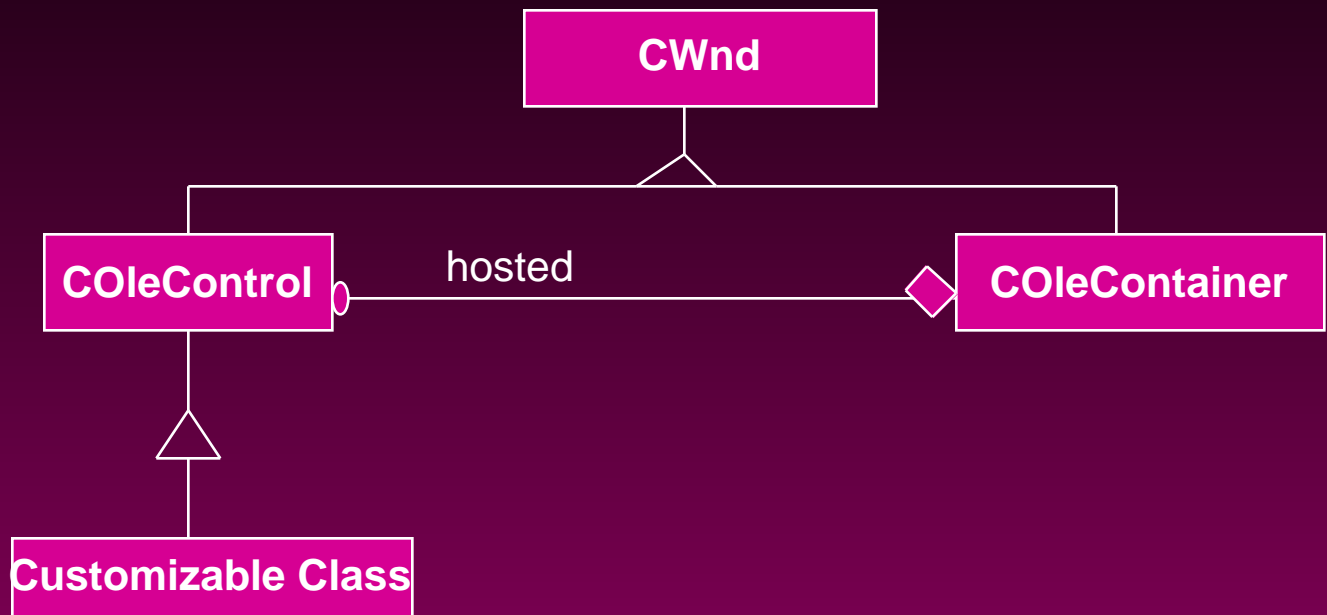 CWnd
COleControl
hosted
COleContainer
Customizable Class